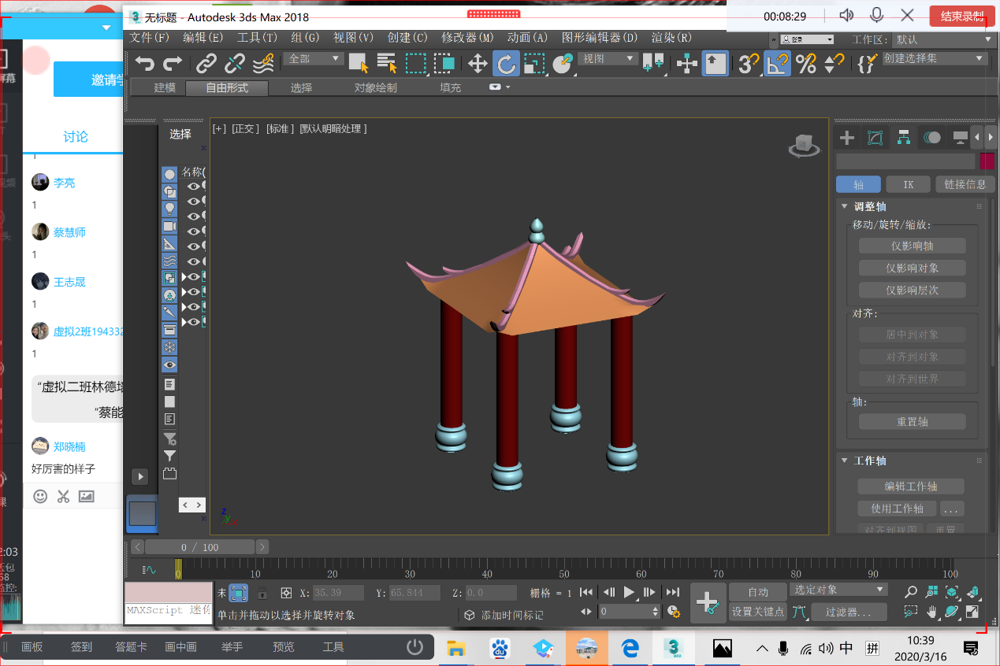 无标题 - Autodesk 3ds Max 2018
00:08:29
结束录制
文件(F) 编辑(E) 工具(T) 组(G) 视图(V) 创建(C) 修改器(M) 动画(A) 图形编辑器(D) 渲染(R)
» 登录
工作区: 默认
全部
视图
创建选择集
建模 自由形式 选择 对象绘制 填充
屏幕
邀请学
讨论
1
李亮
1
蔡慧师
1
王志晟
1
虚拟2班194332
1
“虚拟二班林德培
“蔡能
郑晓楠
好厉害的样子
选择
名称(
[+] [正交 ] [标准 ] [默认明暗处理 ]
轴 IK 链接信息
调整轴
移动/旋转/缩放:
仅影响轴
仅影响对象
仅影响层次
对齐:
居中到对象
对齐到对象
对齐到世界
轴:
重置轴
工作轴
编辑工作轴
使用工作轴 ...
对齐到视图 重置
z
y
x
0 / 100
0 10 20 30 40 50 60 70 80 90 100
未 X: 35.39 Y: 65.844 Z: 0.0 栅格 = 1
自动 选定对象
MAXScript 迷你
单击并拖动以选择并旋转对象
添加时间标记
0
设置关键点 过滤器...
画板 签到 答题卡 画中画 举手 预览 工具
du
3
MAX
中 拼
10:39
2020/3/16